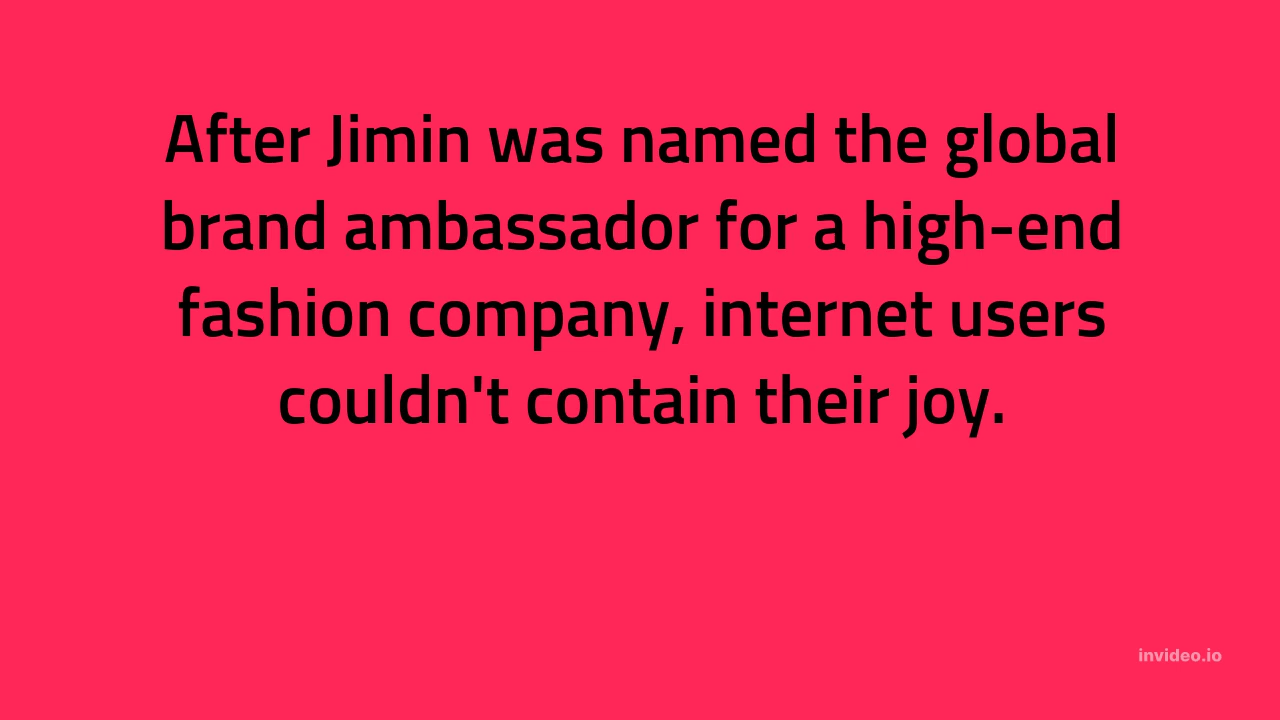 After Jimin was named the global
brand ambassador for a high-end
fashion company, internet users
couldn't contain their joy.
invideo.io